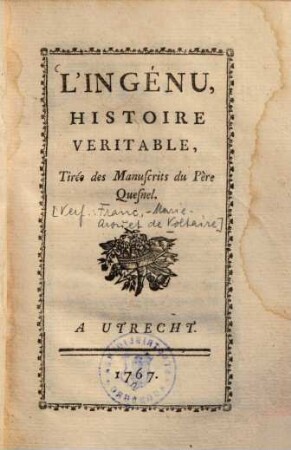 L'INGÉNU,
HISTOIRE
VERITABLE,
Tirée des Manuſcrits du Père
Queſnel.
[Verf.: Franc.-Marie
Arouet de Voltaire]
A UTRECHT.
1767.